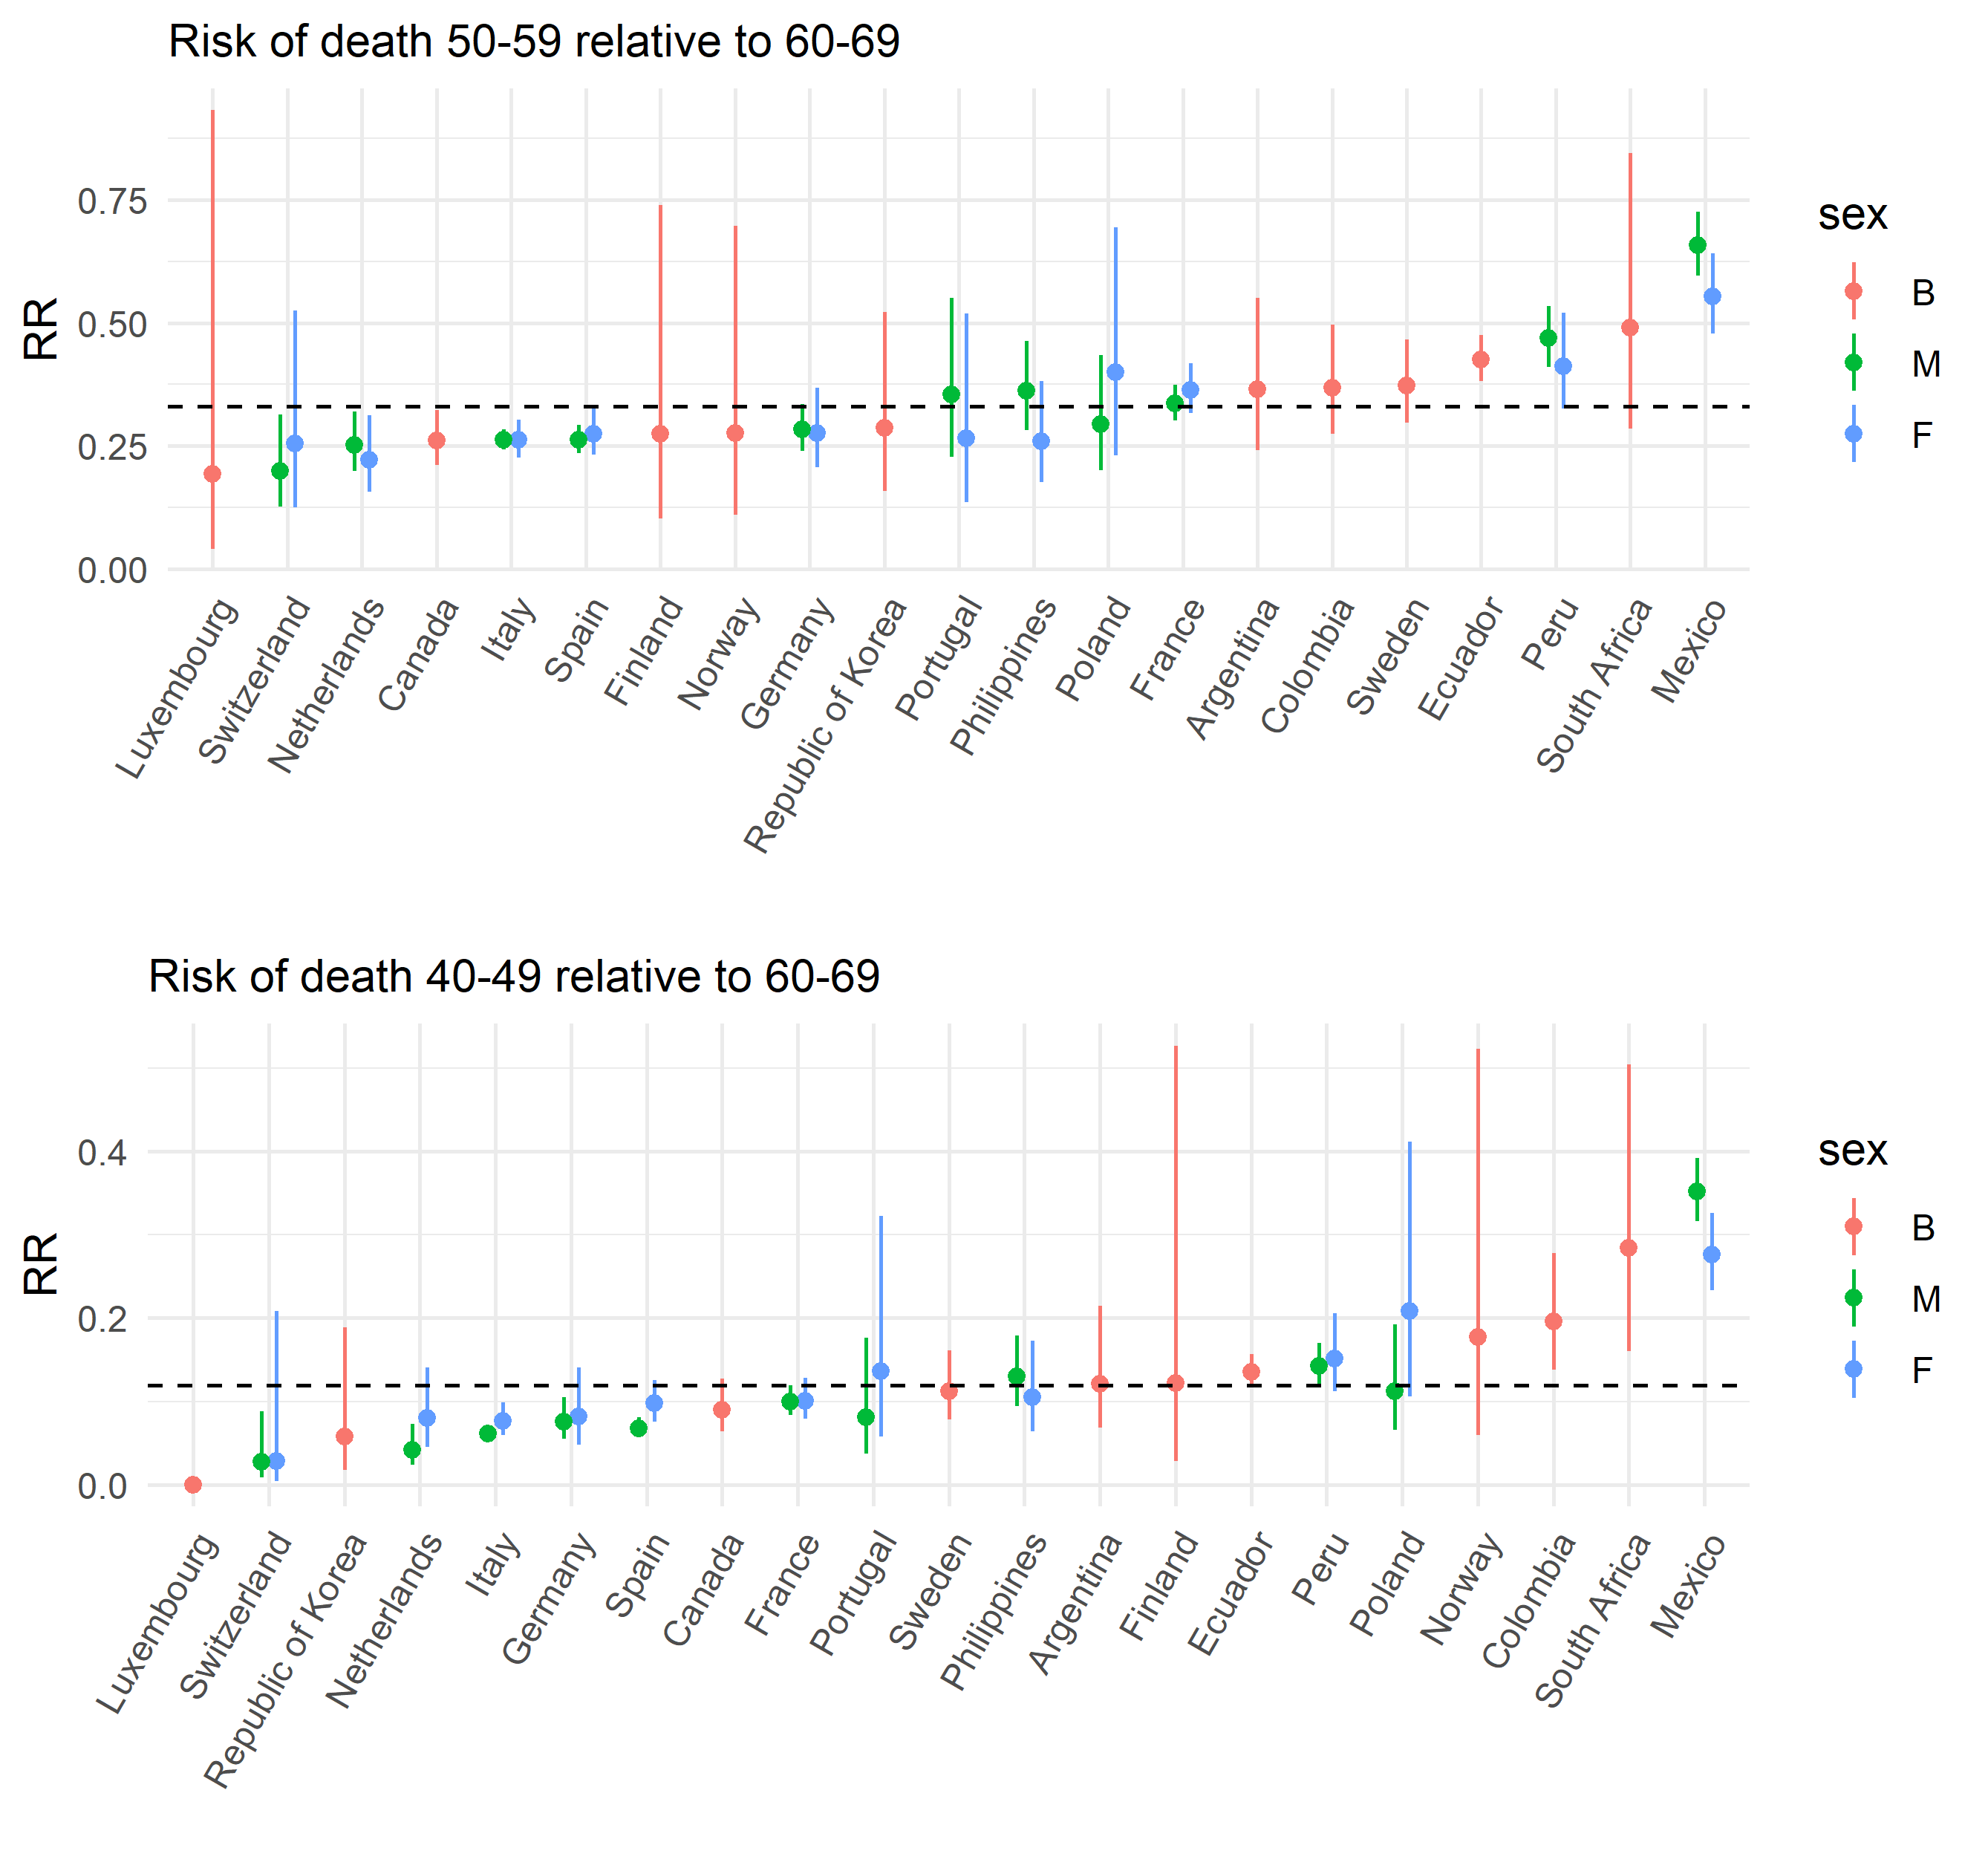 Risk of death 50-59 relative to 60-69
RR
0.75
0.50
0.25
0.00
Luxembourg
Switzerland
Netherlands
Canada
Italy
Spain
Finland
Norway
Germany
Republic of Korea
Portugal
Philippines
Poland
France
Argentina
Colombia
Sweden
Ecuador
Peru
South Africa
Mexico
sex
B
M
F
Risk of death 40-49 relative to 60-69
RR
0.4
0.2
0.0
Luxembourg
Switzerland
Republic of Korea
Netherlands
Italy
Germany
Spain
Canada
France
Portugal
Sweden
Philippines
Argentina
Finland
Ecuador
Peru
Poland
Norway
Colombia
South Africa
Mexico
sex
B
M
F